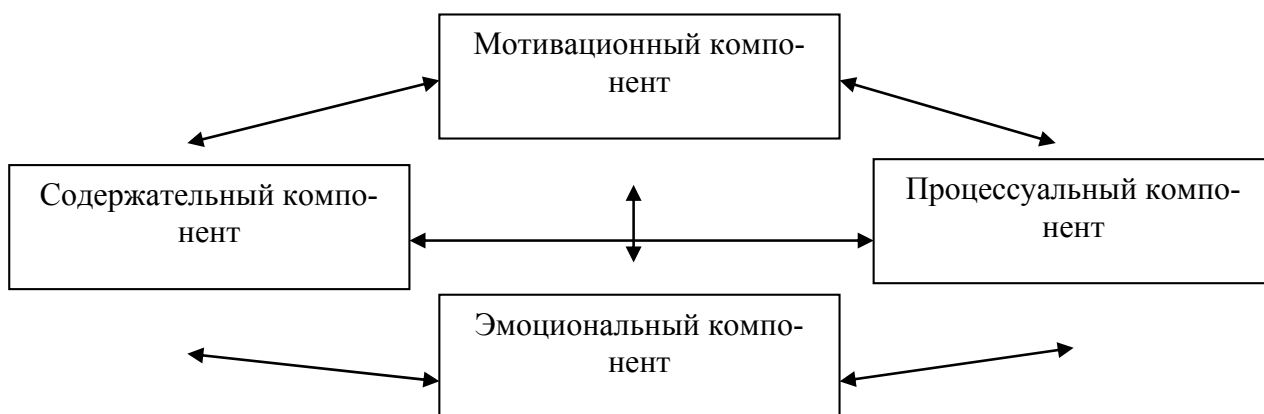 Мотивационный компо-
нент
Содержательный компо-
нент
Процессуальный компо-
нент
Эмоциональный компо-
нент